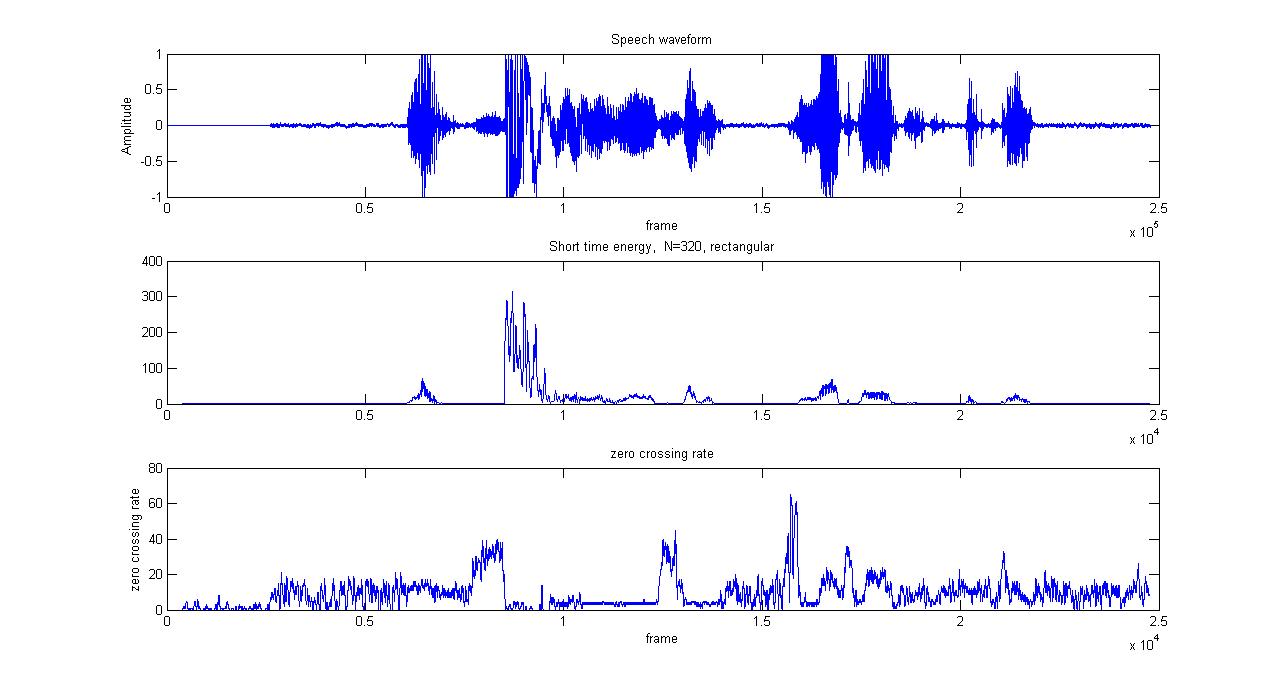 Speech waveform
1
0.5
0
-0.5
-1
Amplitude
0 0.5 1 1.5 2 2.5
frame
x 10^5
Short time energy, N=320, rectangular
400
300
200
100
0
0 0.5 1 1.5 2 2.5
x 10^4
zero crossing rate
80
60
40
20
0
zero crossing rate
0 0.5 1 1.5 2 2.5
frame
x 10^4